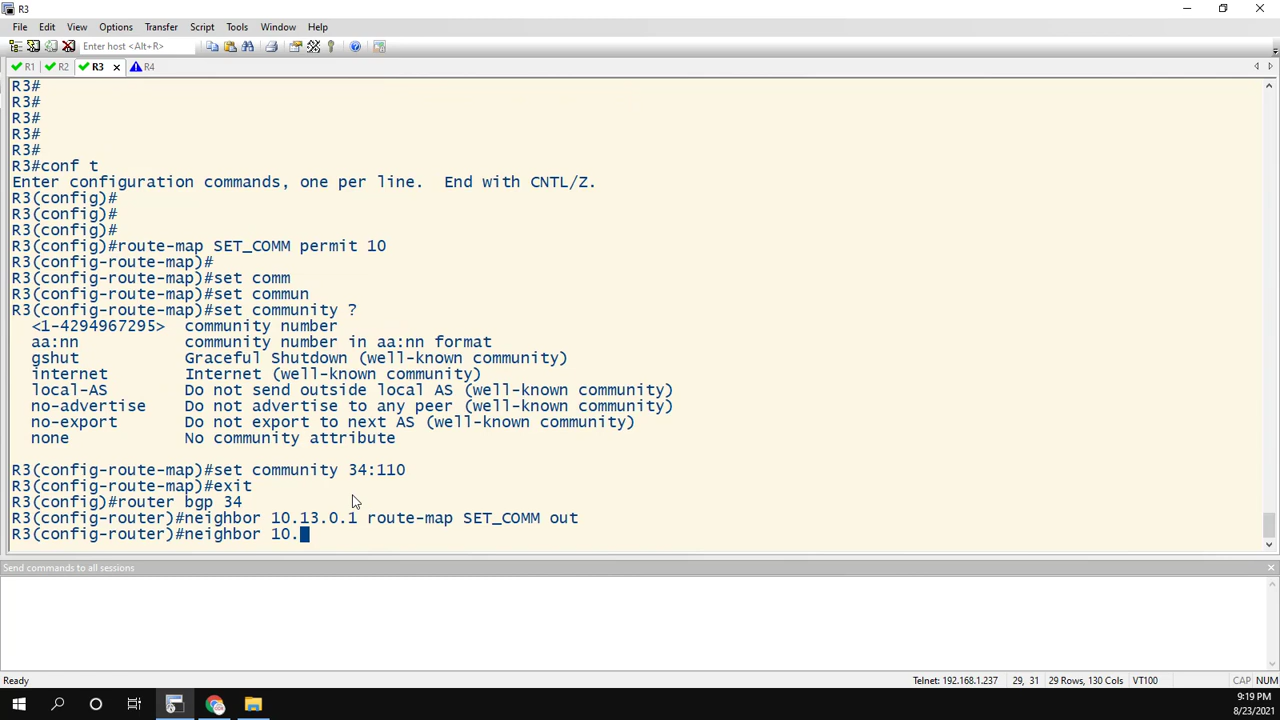 R3
File Edit View Options Transfer Script Tools Window Help
Enter host <Alt+R>
R1 R2 R3 R4
R3#
R3#
R3#
R3#
R3#
R3#conf t
Enter configuration commands, one per line.  End with CNTL/Z.
R3(config)#
R3(config)#
R3(config)#
R3(config)#route-map SET_COMM permit 10
R3(config-route-map)#
R3(config-route-map)#set comm
R3(config-route-map)#set commun
R3(config-route-map)#set community ?
<1-4294967295>  community number
aa:nn           community number in aa:nn format
gshut           Graceful Shutdown (well-known community)
internet        Internet (well-known community)
local-AS        Do not send outside local AS (well-known community)
no-advertise    Do not advertise to any peer (well-known community)
no-export       Do not export to next AS (well-known community)
none            No community attribute
R3(config-route-map)#set community 34:110
R3(config-route-map)#exit
R3(config)#router bgp 34
R3(config-router)#neighbor 10.13.0.1 route-map SET_COMM out
R3(config-router)#neighbor 10.
Send commands to all sessions
Ready Telnet: 192.168.1.237 29, 31 29 Rows, 130 Cols VT100 CAP NUM
9:19 PM
8/23/2021